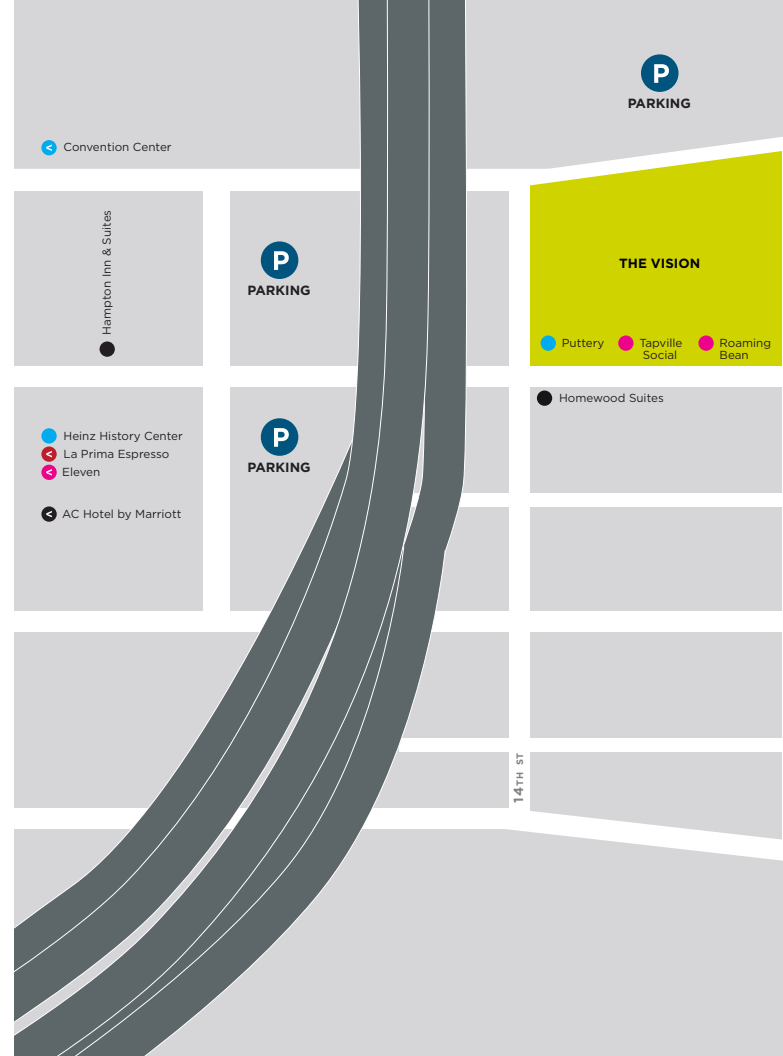 P
PARKING
< Convention Center
Hampton Inn & Suites
P
PARKING
THE VISION
Puttery
Tapville
Social
Roaming
Bean
Homewood Suites
Heinz History Center
< La Prima Espresso
< Eleven
< AC Hotel by Marriott
P
PARKING
14TH ST